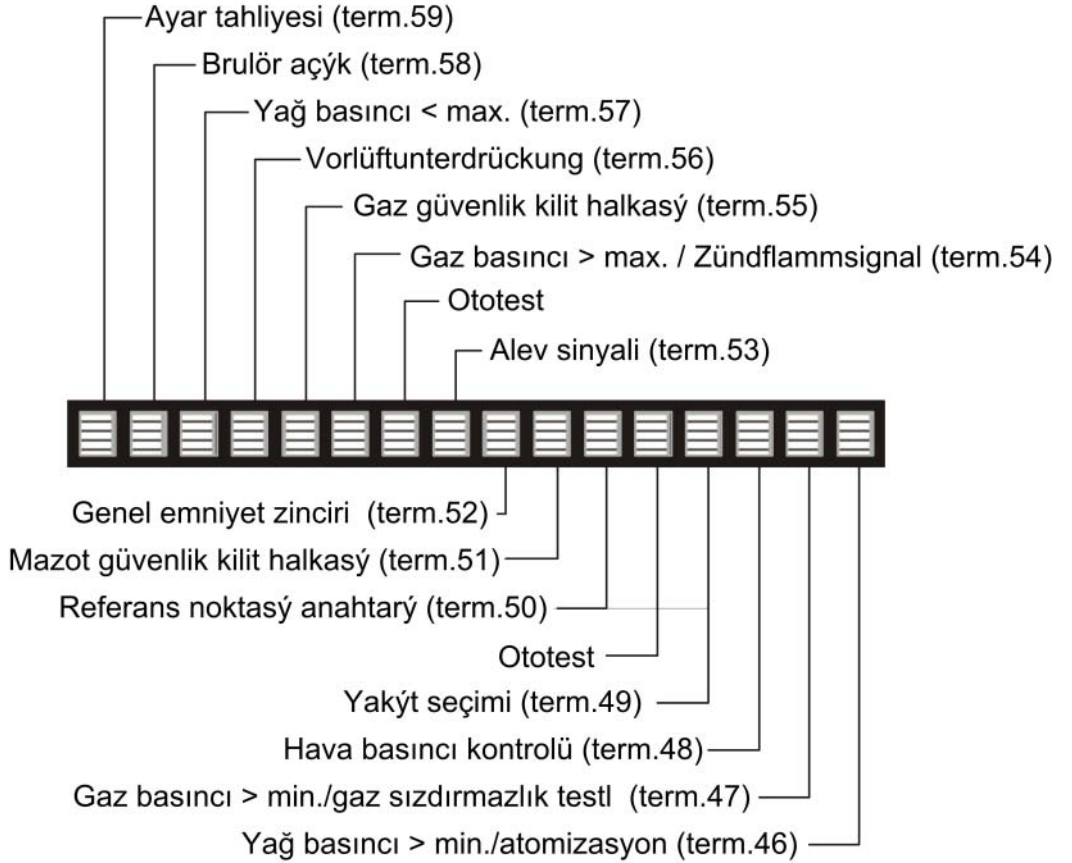 Ayar tahliyesi (term.59)
Brulör açýk (term.58)
Yağ basıncı < max. (term.57)
Vorlüftunterdrückung (term.56)
Gaz güvenlik kilit halkasý (term.55)
Gaz basıncı > max. / Zündflammsignal (term.54)
Ototest
Alev sinyali (term.53)
Genel emniyet zinciri (term.52)
Mazot güvenlik kilit halkasý (term.51)
Referans noktasý anahtarý (term.50)
Ototest
Yakýt seçimi (term.49)
Hava basıncı kontrolü (term.48)
Gaz basıncı > min./gaz sızdırmazlık testl (term.47)
Yağ basıncı > min./atomizasyon (term.46)